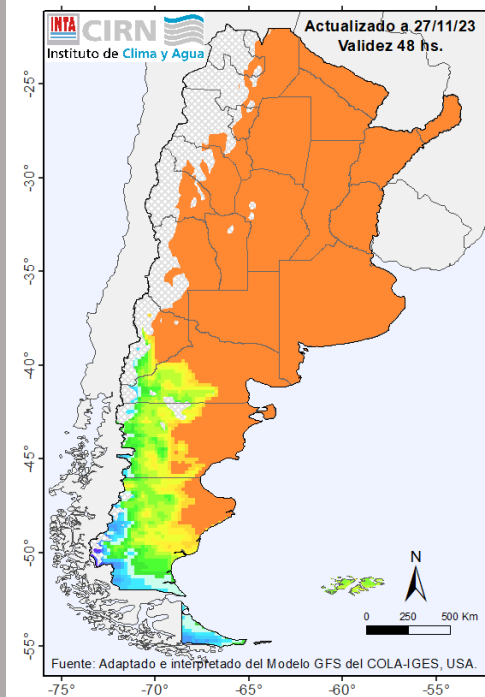 INTA CIRN
Instituto de Clima y Agua
Actualizado a 27/11/23
Validez 48 hs.
-25°
-30°
-35°
-40°
-45°
-50°
-55°
N
0 250 500 Km
Fuente: Adaptado e interpretado del Modelo GFS del COLA-IGES, USA.
-75° -70° -65° -60° -55°